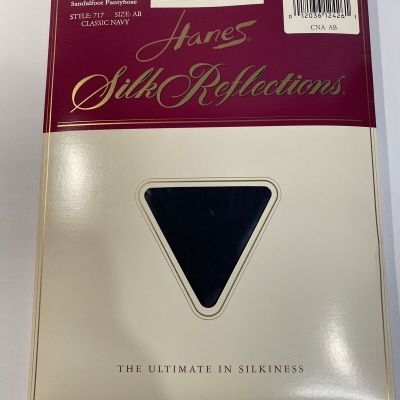 Sandalfoot Pantyhose
STYLE: 717 SIZE: AB
CLASSIC NAVY
0 12036 12426 1
CNA AB
Hanes
Silk Reflections
THE ULTIMATE IN SILKINESS